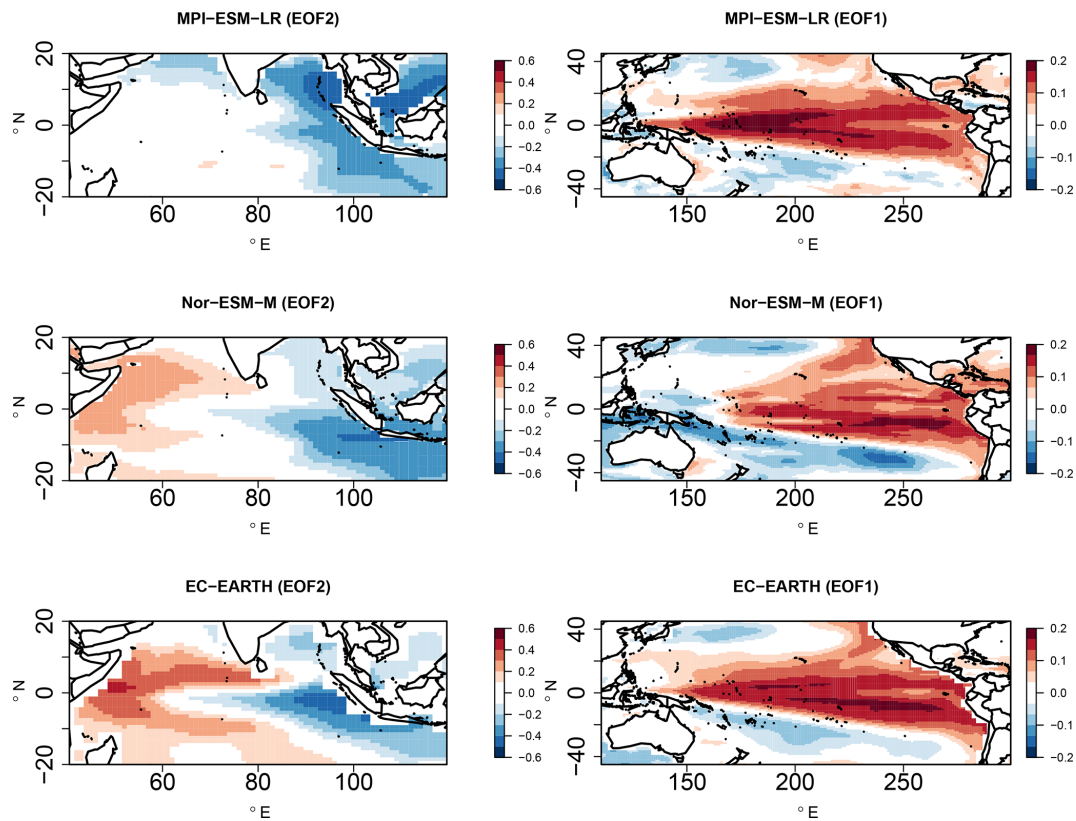 MPI−ESM−LR (EOF2)
20
0
−20
° N
60 80 100
° E
0.6
0.4
0.2
0.0
−0.2
−0.4
−0.6
MPI−ESM−LR (EOF1)
40
0
−40
° N
150 200 250
° E
0.2
0.1
0.0
−0.1
−0.2
Nor−ESM−M (EOF2)
20
0
−20
° N
60 80 100
° E
0.6
0.4
0.2
0.0
−0.2
−0.4
−0.6
Nor−ESM−M (EOF1)
40
0
−40
° N
150 200 250
° E
0.2
0.1
0.0
−0.1
−0.2
EC−EARTH (EOF2)
20
0
−20
° N
60 80 100
° E
0.6
0.4
0.2
0.0
−0.2
−0.4
−0.6
EC−EARTH (EOF1)
40
0
−40
° N
150 200 250
° E
0.2
0.1
0.0
−0.1
−0.2